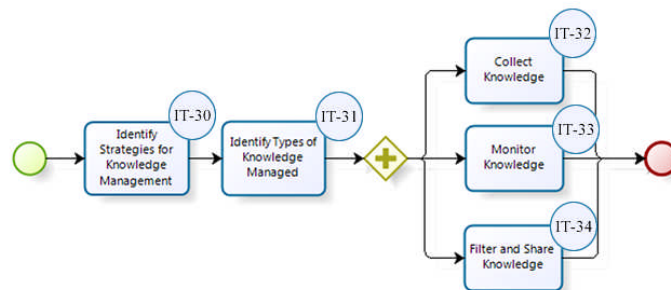 IT-30
Identify
Strategies for
Knowledge
Management
IT-31
Identify Types of
Knowledge
Managed
IT-32
Collect
Knowledge
IT-33
Monitor
Knowledge
IT-34
Filter and Share
Knowledge